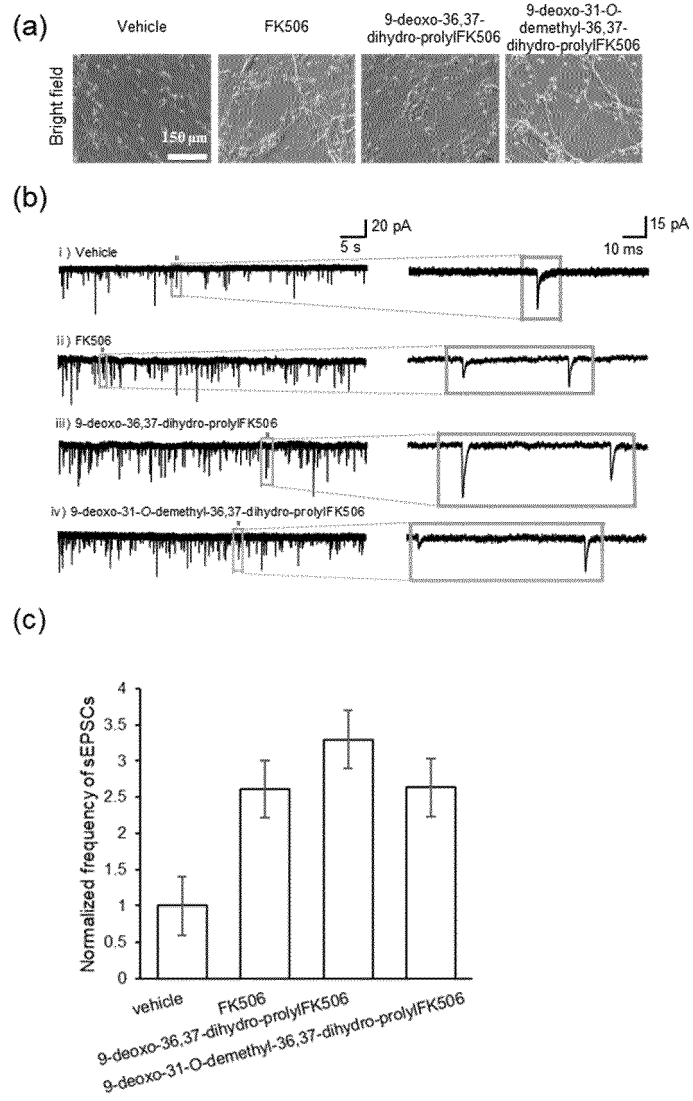 (a)
Vehicle
FK506
9-deoxo-36,37-
dihydro-prolylFK506
9-deoxo-31-O-
demethyl-36,37-
dihydro-prolylFK506
Bright field
150 μm
(b)
20 pA
5 s
15 pA
10 ms
i) Vehicle
ii) FK506
iii) 9-deoxo-36,37-dihydro-prolylFK506
iv) 9-deoxo-31-O-demethyl-36,37-dihydro-prolylFK506
(c)
Normalized frequency of sEPSCs
4
3.5
3
2.5
2
1.5
1
0.5
0
vehicle
FK506
9-deoxo-36,37-dihydro-prolylFK506
9-deoxo-31-O-demethyl-36,37-dihydro-prolylFK506